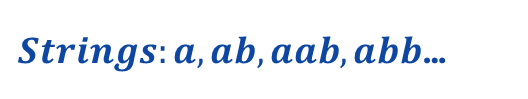 Strings: a, ab, aab, abb...